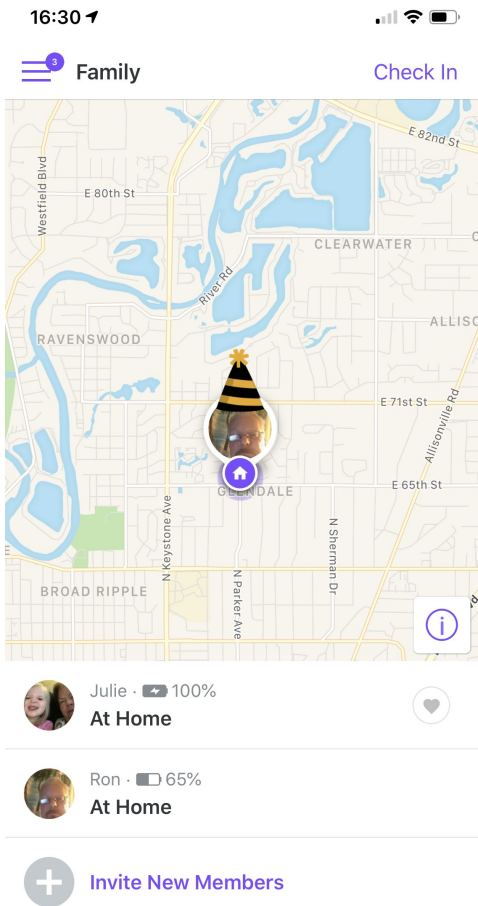 16:30
3
Family
Check In
E 82nd St
Westfield Blvd
E 80th St
CLEARWATER
C
River Rd
ALLISO
RAVENSWOOD
E 71st St
Allisonville Rd
E 65th St
GLENDALE
N Keystone Ave
N Sherman Dr
E
BROAD RIPPLE
N Parker Ave
vd
i
Julie · 100%
At Home
Ron · 65%
At Home
Invite New Members